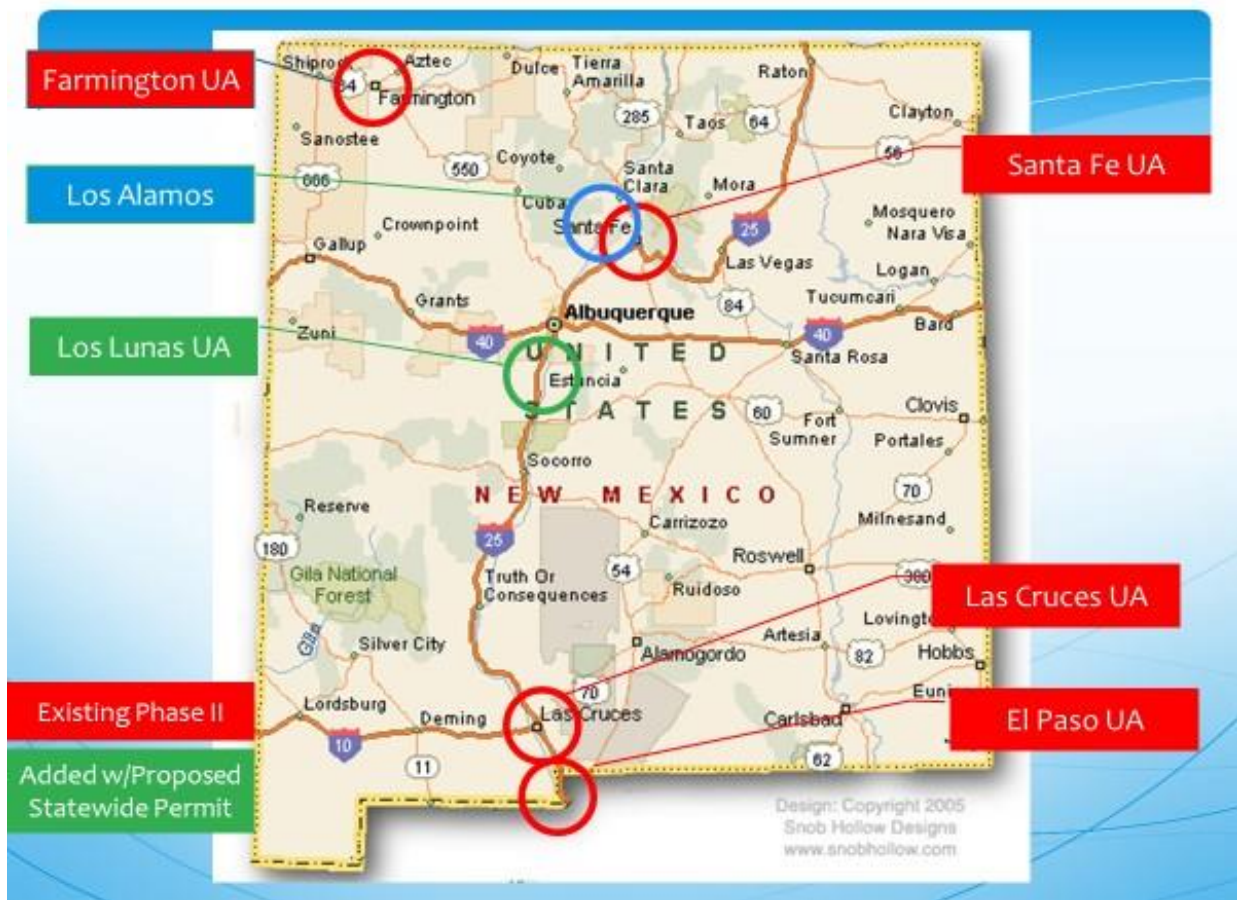 Farmington UA
Los Alamos
Los Lunas UA
Existing Phase II
Added w/Proposed
Statewide Permit
Santa Fe UA
Las Cruces UA
El Paso UA
Aztec
Farmington
Dulce
Tierra
Amarilla
Raton
Clayton
285
Taos
64
56
Sanostee
550
Coyote
Santa
Clara
Mora
666
Cuba
Santa Fe
25
Mosquero
Nara Visa
Crownpoint
Gallup
Las Vegas
Logan
Grants
84
Tucumcari
Albuquerque
Bard
Zuni
40
40
UNITED
Santa Rosa
Estancia
STATES
60
Fort
Sumner
Clovis
Portales
Socorro
70
NEW MEXICO
Reserve
Carrizozo
Milnesand
25
180
Roswell
Gila National
Forest
Truth Or
Consequences
54
Ruidoso
Gila
Silver City
Alamogordo
Artesia
82
Hobbs
70
Lordsburg
Deming
Las Cruces
Carlsbad
10
11
62
Design: Copyright 2005
Snob Hollow Designs
www.snobhollow.com